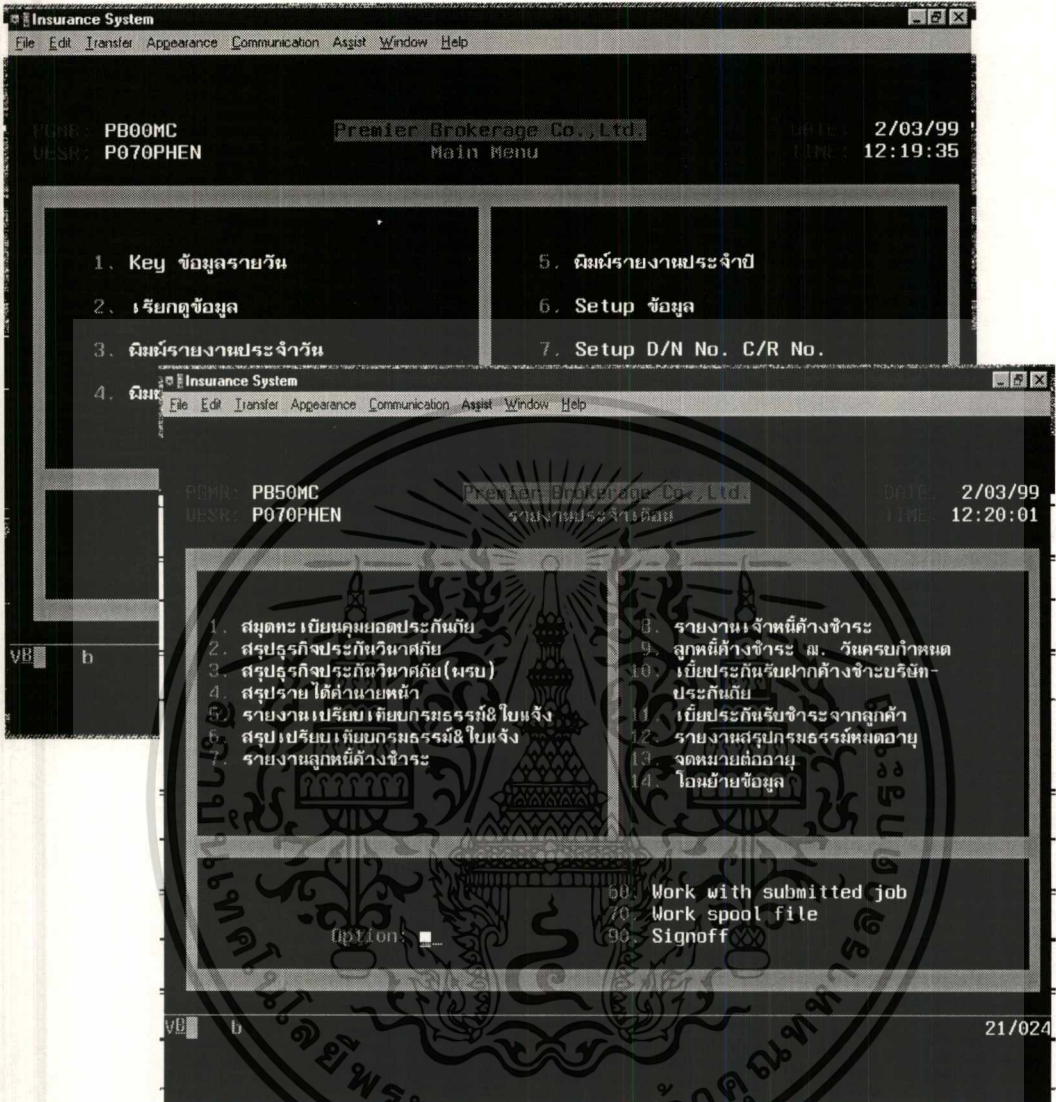 Insurance System
File Edit Transfer Appearance Communication Assist Window Help
PGMR: PB00MC Premier Brokerage Co.,Ltd. DATE: 2/03/99
UESR: P070PHEN Main Menu TIME: 12:19:35
1. Key ข้อมูลรายวัน
2. เรียกดูข้อมูล
3. พิมพ์รายงานประจำวัน
4. พิมพ์
5. พิมพ์รายงานประจำปี
6. Setup ข้อมูล
7. Setup D/N No. C/R No.
VB b
Insurance System
File Edit Transfer Appearance Communication Assist Window Help
PGMR: PB50MC Premier Brokerage Co.,Ltd. DATE: 2/03/99
UESR: P070PHEN รายงานประจำเดือน TIME: 12:20:01
1. สมุดทะเบียนคุมยอดประกันภัย
2. สรุปธุรกิจประกันวินาศภัย
3. สรุปธุรกิจประกันวินาศภัย(พรบ)
4. สรุปรายได้ค่านายหน้า
5. รายงานเปรียบเทียบกรมธรรม์&ใบแจ้ง
6. สรุปเปรียบเทียบกรมธรรม์&ใบแจ้ง
7. รายงานลูกหนี้ค้างชำระ
8. รายงานเจ้าหนี้ค้างชำระ
9. ลูกหนี้ค้างชำระ ณ. วันครบกำหนด
10. เบี้ยประกันรับฝากค้างชำะบริษัท-
ประกันภัย
11. เบี้ยประกันรับชำระจากลูกค้า
12. รายงานสรุปกรมธรรม์หมดอายุ
13. จดหมายต่ออายุ
14. โอนย้ายข้อมูล
60. Work with submitted job
70. Work spool file
Option: 90. Signoff
VB b 21/024